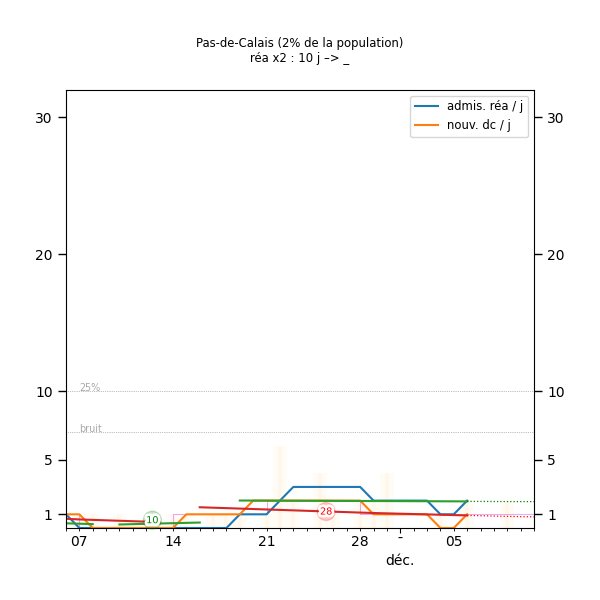 Pas-de-Calais (2% de la population)
réa x2 : 10 j –> _
admis. réa / j
nouv. dc / j
30 30
20 20
10 10
25%
bruit
5 5
10
28
1 1
07 14 21 28 - 05
déc.